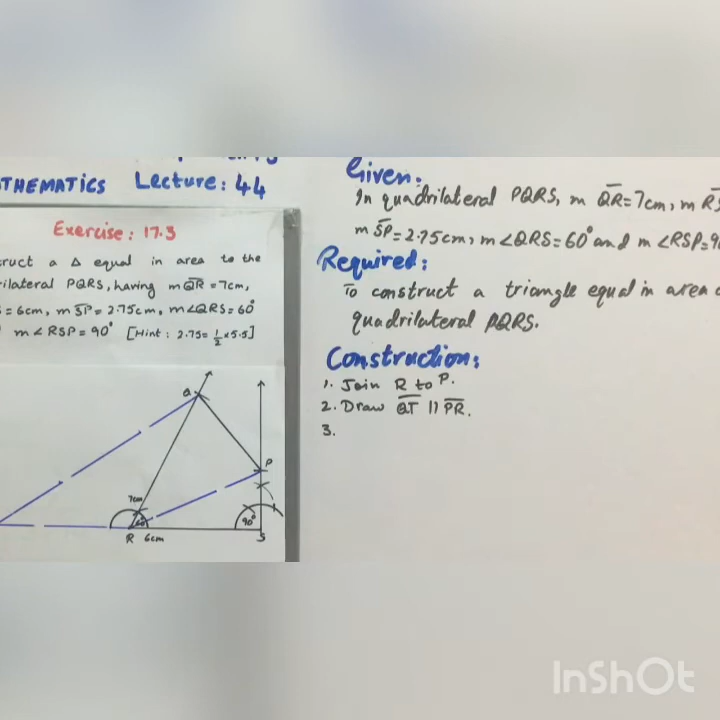 THEMATICS Lecture: 44
Exercise: 17.3
ruct a Δ equal in area to the
rilateral PQRS, having m QR = 7cm,
= 6cm, m SP = 2.75cm, m∠QRS = 60°
m∠RSP = 90° [Hint: 2.75 = 1/2 × 5.5]
Q
P
7cm
60°
90°
R 6cm S
Given:
In quadrilateral PQRS, m QR = 7cm, m RS
m SP = 2.75cm, m∠QRS = 60° and m∠RSP = 9
Required:
To construct a triangle equal in area
quadrilateral PQRS.
Construction:
1. Join R to P.
2. Draw QT || PR.
3.
InShOt